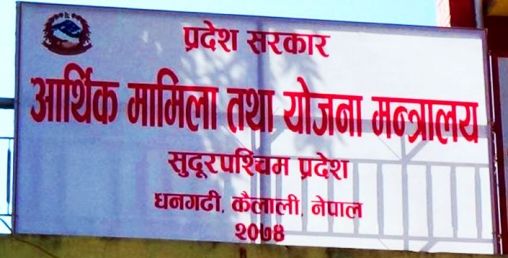 प्रदेश सरकार
आर्थिक मामिला तथा योजना मन्त्रालय
सुदूरपश्चिम प्रदेश
धनगढी, कैलाली, नेपाल
२०७४